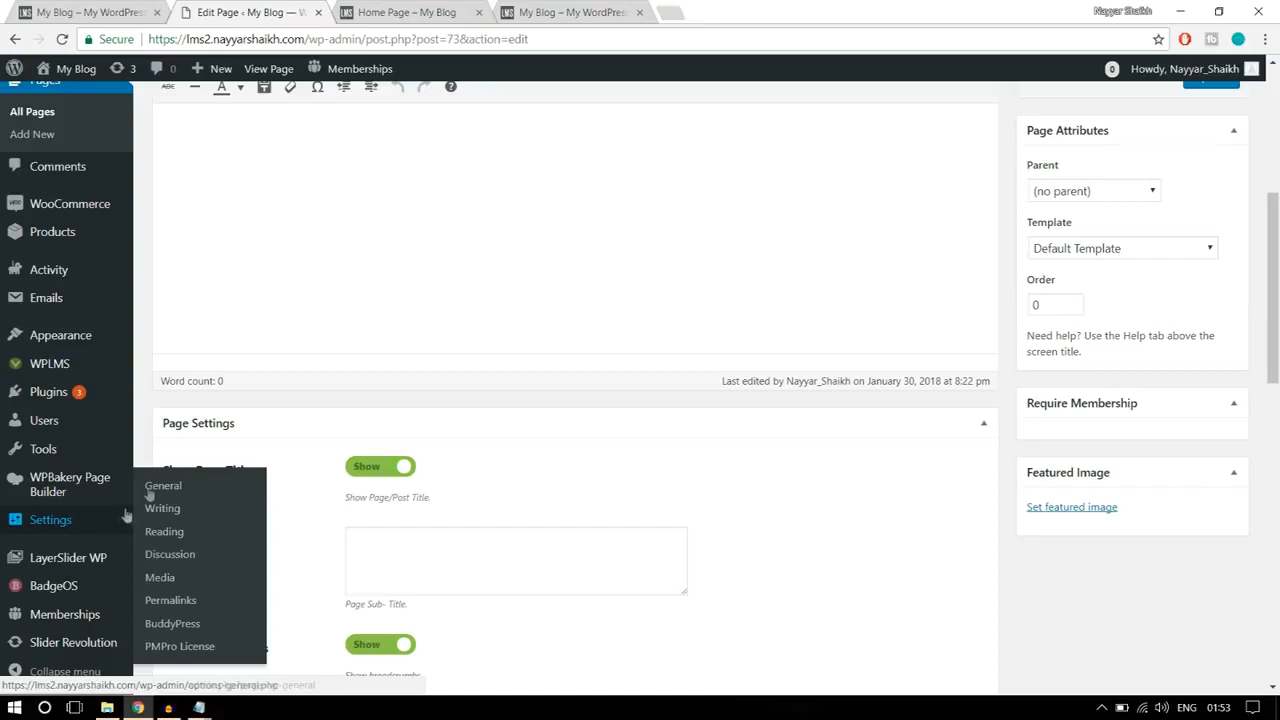 My Blog – My WordPress
Edit Page ‹ My Blog — W
Home Page – My Blog
My Blog – My WordPress
Nayyar Shaikh
Secure
https://lms2.nayyarshaikh.com/wp-admin/post.php?post=73&action=edit
My Blog
3
0
New
View Page
Memberships
0
Howdy, Nayyar_Shaikh
Pages
All Pages
Add New
Comments
WooCommerce
Products
Activity
Emails
Appearance
WPLMS
Plugins 3
Users
Tools
WPBakery Page
Builder
Settings
LayerSlider WP
BadgeOS
Memberships
Slider Revolution
Collapse menu
General
Writing
Reading
Discussion
Media
Permalinks
BuddyPress
PMPro License
ABC
A
Word count: 0
Last edited by Nayyar_Shaikh on January 30, 2018 at 8:22 pm
Page Settings
Show
Show Page/Post Title.
Page Sub- Title.
Show
Show breadcrumbs
Page Attributes
Parent
(no parent)
Template
Default Template
Order
0
Need help? Use the Help tab above the
screen title.
Require Membership
Featured Image
Set featured image
https://lms2.nayyarshaikh.com/wp-admin/options-general.php
ENG
01:53